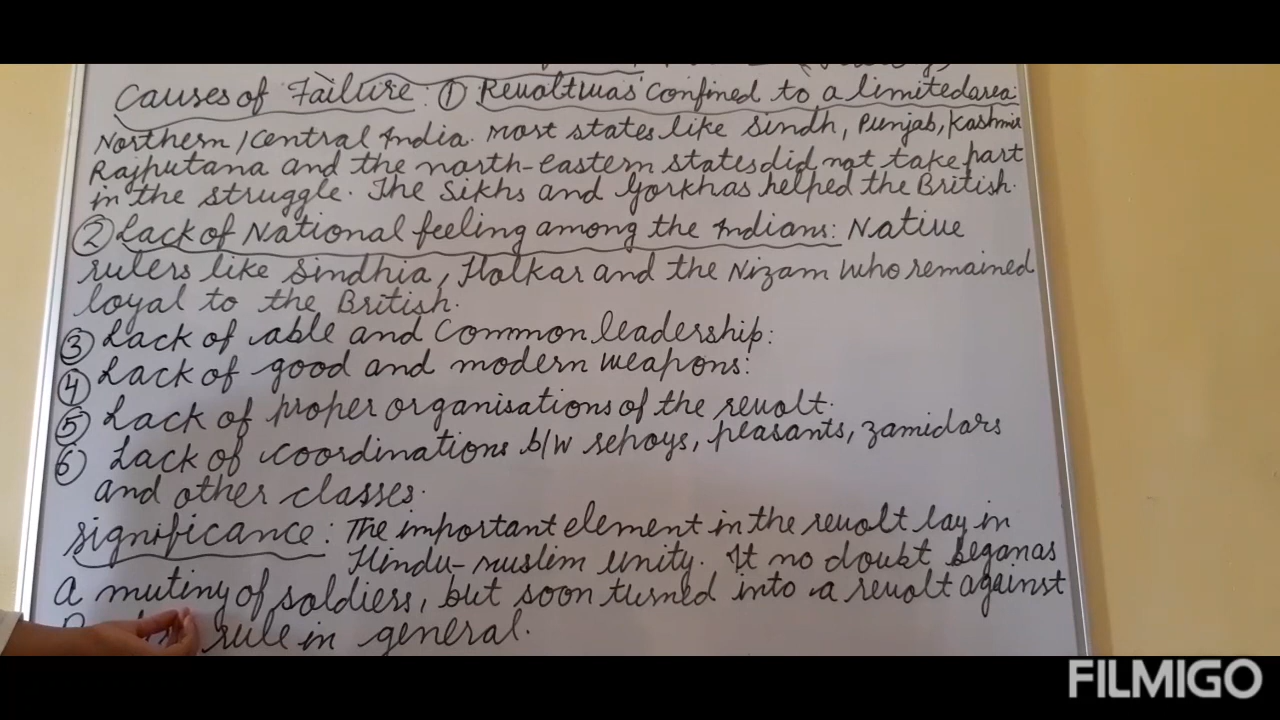 Causes of Failure: ① Revolt was confined to a limited area:
Northern/Central India. Most states like Sindh, Punjab, Kashmir
Rajputana and the north-eastern states did not take part
in the struggle. The Sikhs and Gorkhas helped the British.
② Lack of National feeling among the Indians: Native
rulers like Sindhia, Holkar and the Nizam who remained
loyal to the British.
③ Lack of able and common leadership:
④ Lack of good and modern weapons:
⑤ Lack of proper organisations of the revolt.
⑥ Lack of coordinations b/w sepoys, peasants, zamidars
and other classes.
Significance: The important element in the revolt lay in
Hindu-muslim Unity. It no doubt began as
A mutiny of soldiers, but soon turned into a revolt against
rule in general.
FILMIGO